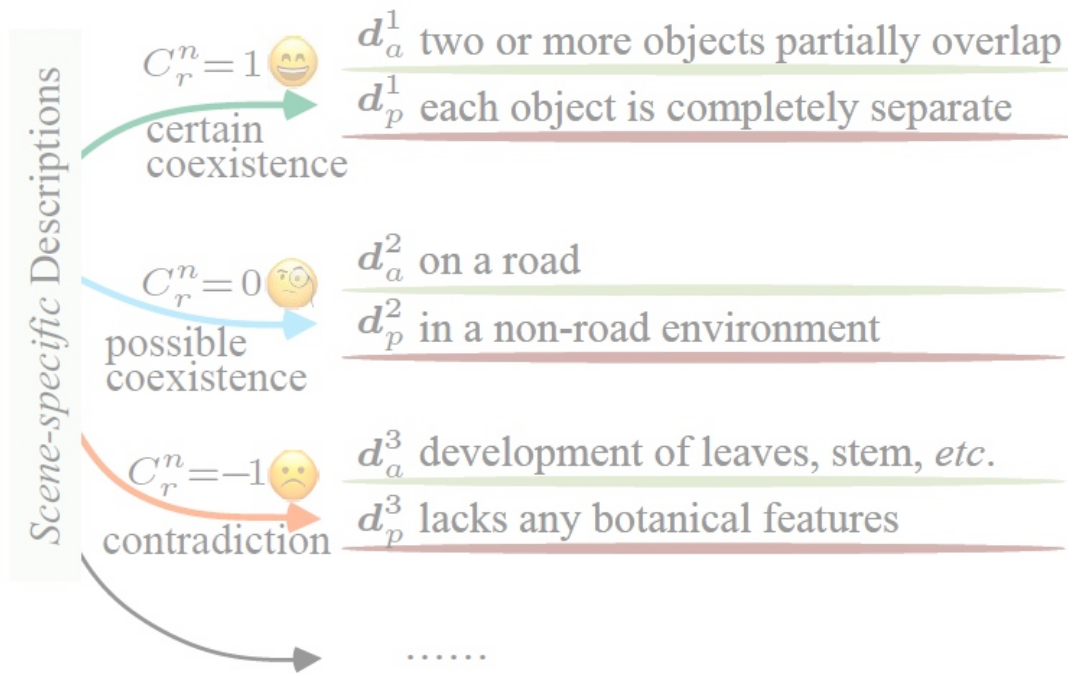 Scene-specific Descriptions
C_r^n = 1
certain
coexistence
d_a^1 two or more objects partially overlap
d_p^1 each object is completely separate
C_r^n = 0
possible
coexistence
d_a^2 on a road
d_p^2 in a non-road environment
C_r^n = -1
contradiction
d_a^3 development of leaves, stem, etc.
d_p^3 lacks any botanical features
......